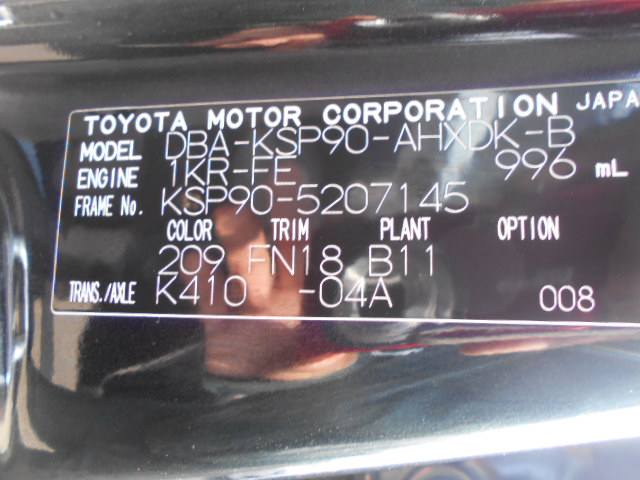 TOYOTA MOTOR CORPORATION JAPAN
MODEL DBA-KSP90-AHXDK-B
ENGINE 1KR-FE 996 mL
FRAME No. KSP90-5207145
COLOR TRIM PLANT OPTION
209 FN18 B11
TRANS./AXLE K410 -04A 008